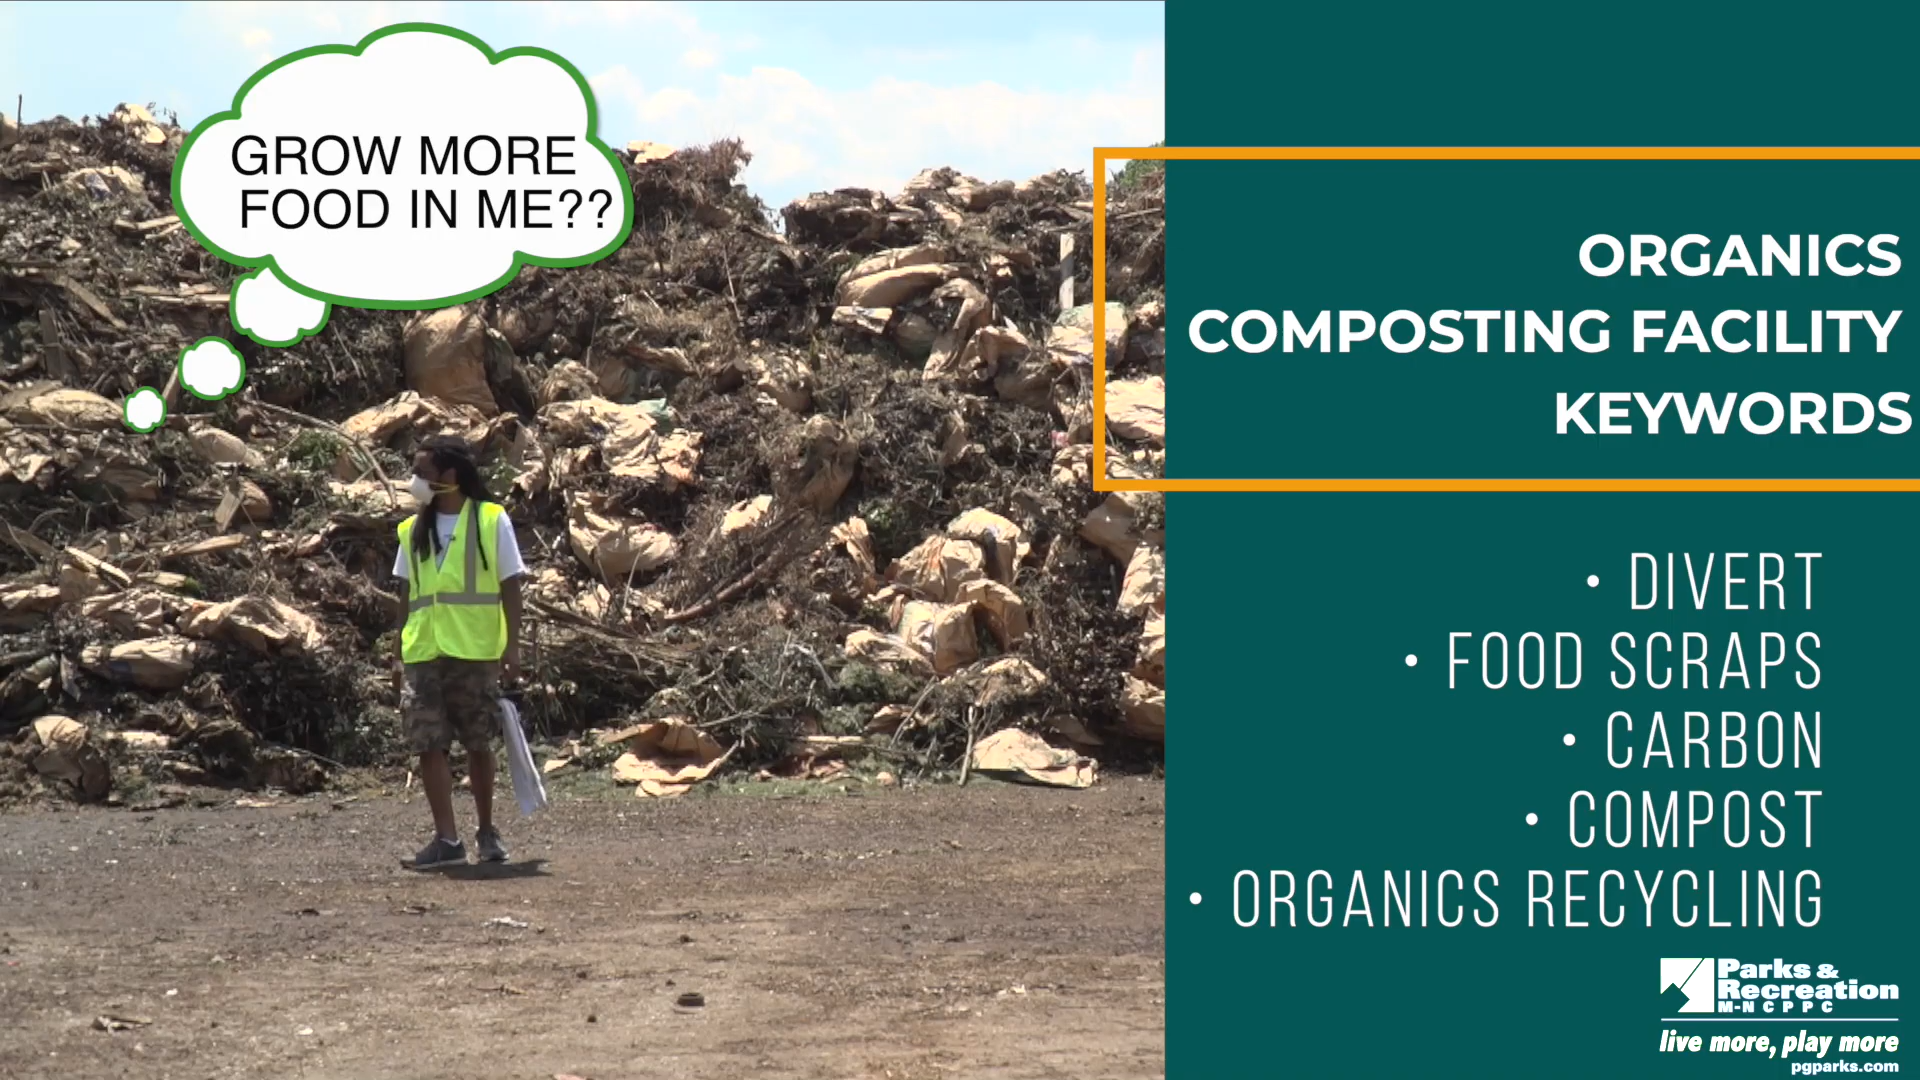 GROW MORE
FOOD IN ME??
ORGANICS
COMPOSTING FACILITY
KEYWORDS
• DIVERT
• FOOD SCRAPS
• CARBON
• COMPOST
• ORGANICS RECYCLING
Parks &
Recreation
M-NCPPC
live more, play more
pgparks.com